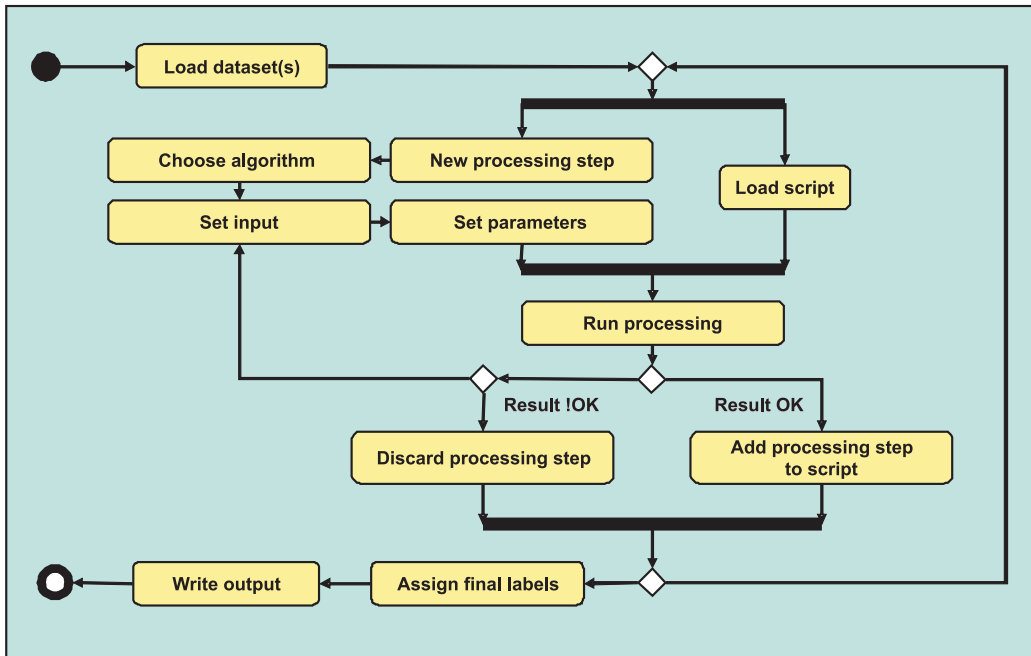 Load dataset(s)
Choose algorithm
New processing step
Load script
Set input
Set parameters
Run processing
Result !OK
Result OK
Discard processing step
Add processing step
to script
Write output
Assign final labels